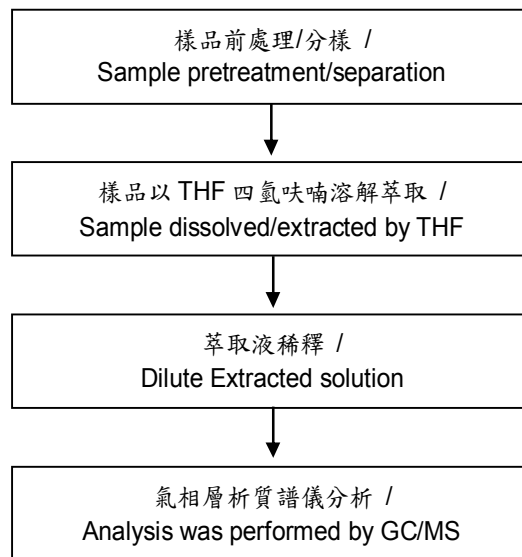 樣品前處理/分樣 /
Sample pretreatment/separation
樣品以 THF 四氫呋喃溶解萃取 /
Sample dissolved/extracted by THF
萃取液稀釋 /
Dilute Extracted solution
氣相層析質譜儀分析 /
Analysis was performed by GC/MS